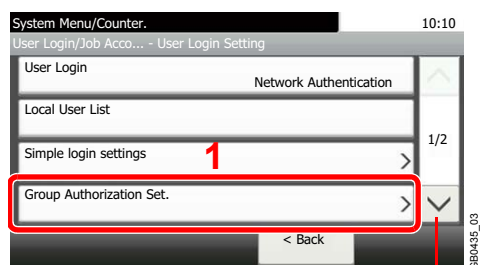 System Menu/Counter.
10:10
User Login/Job Acco... - User Login Setting
User Login
Network Authentication
Local User List
1/2
Simple login settings
1
Group Authorization Set.
< Back
GB0435_03